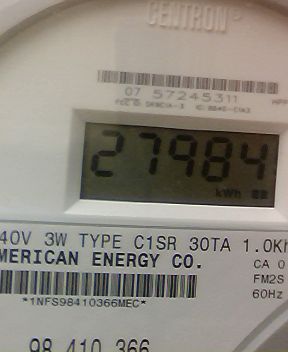 CENTRON®
07 57245311
27984
kWh
40V 3W TYPE C1SR 30TA 1.0Kh
MERICAN ENERGY CO.
CA 0
FM2S
60Hz
*1NFS98410366MEC*
98 410 366